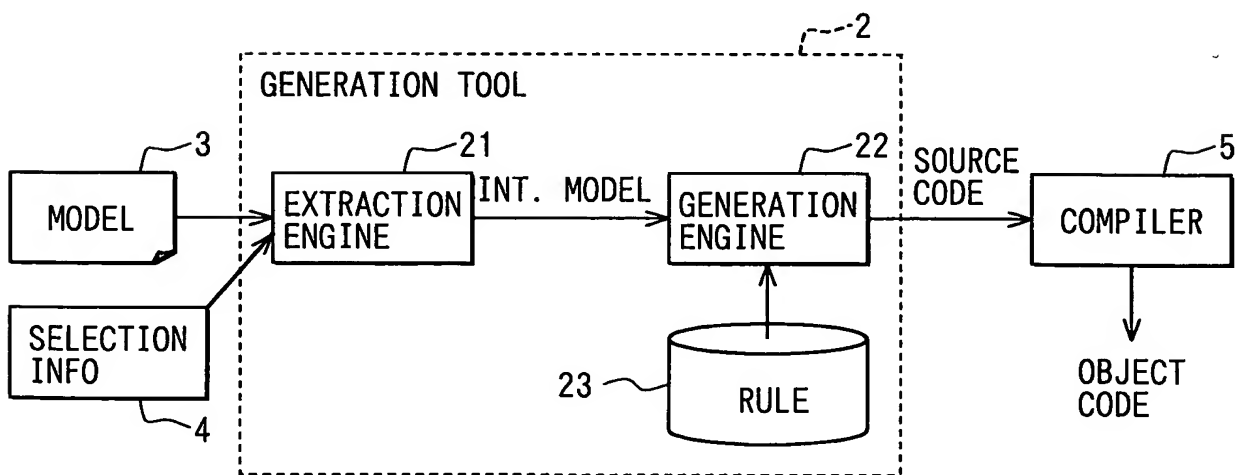 2
GENERATION TOOL
3
21
22
SOURCE
CODE
5
MODEL
EXTRACTION
ENGINE
INT. MODEL
GENERATION
ENGINE
COMPILER
SELECTION
INFO
4
23
RULE
OBJECT
CODE